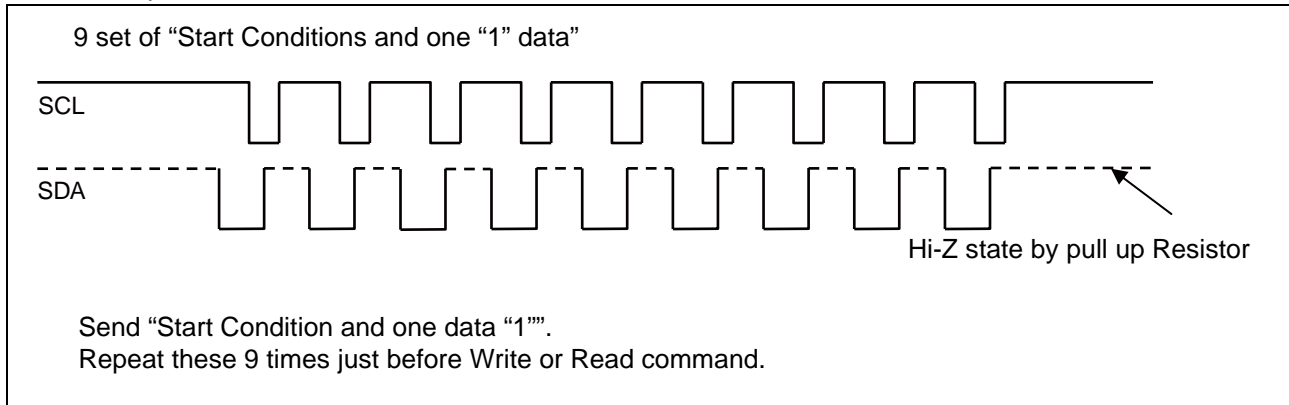 9 set of “Start Conditions and one “1” data”
SCL
SDA
Hi-Z state by pull up Resistor
Send “Start Condition and one data “1””.
Repeat these 9 times just before Write or Read command.